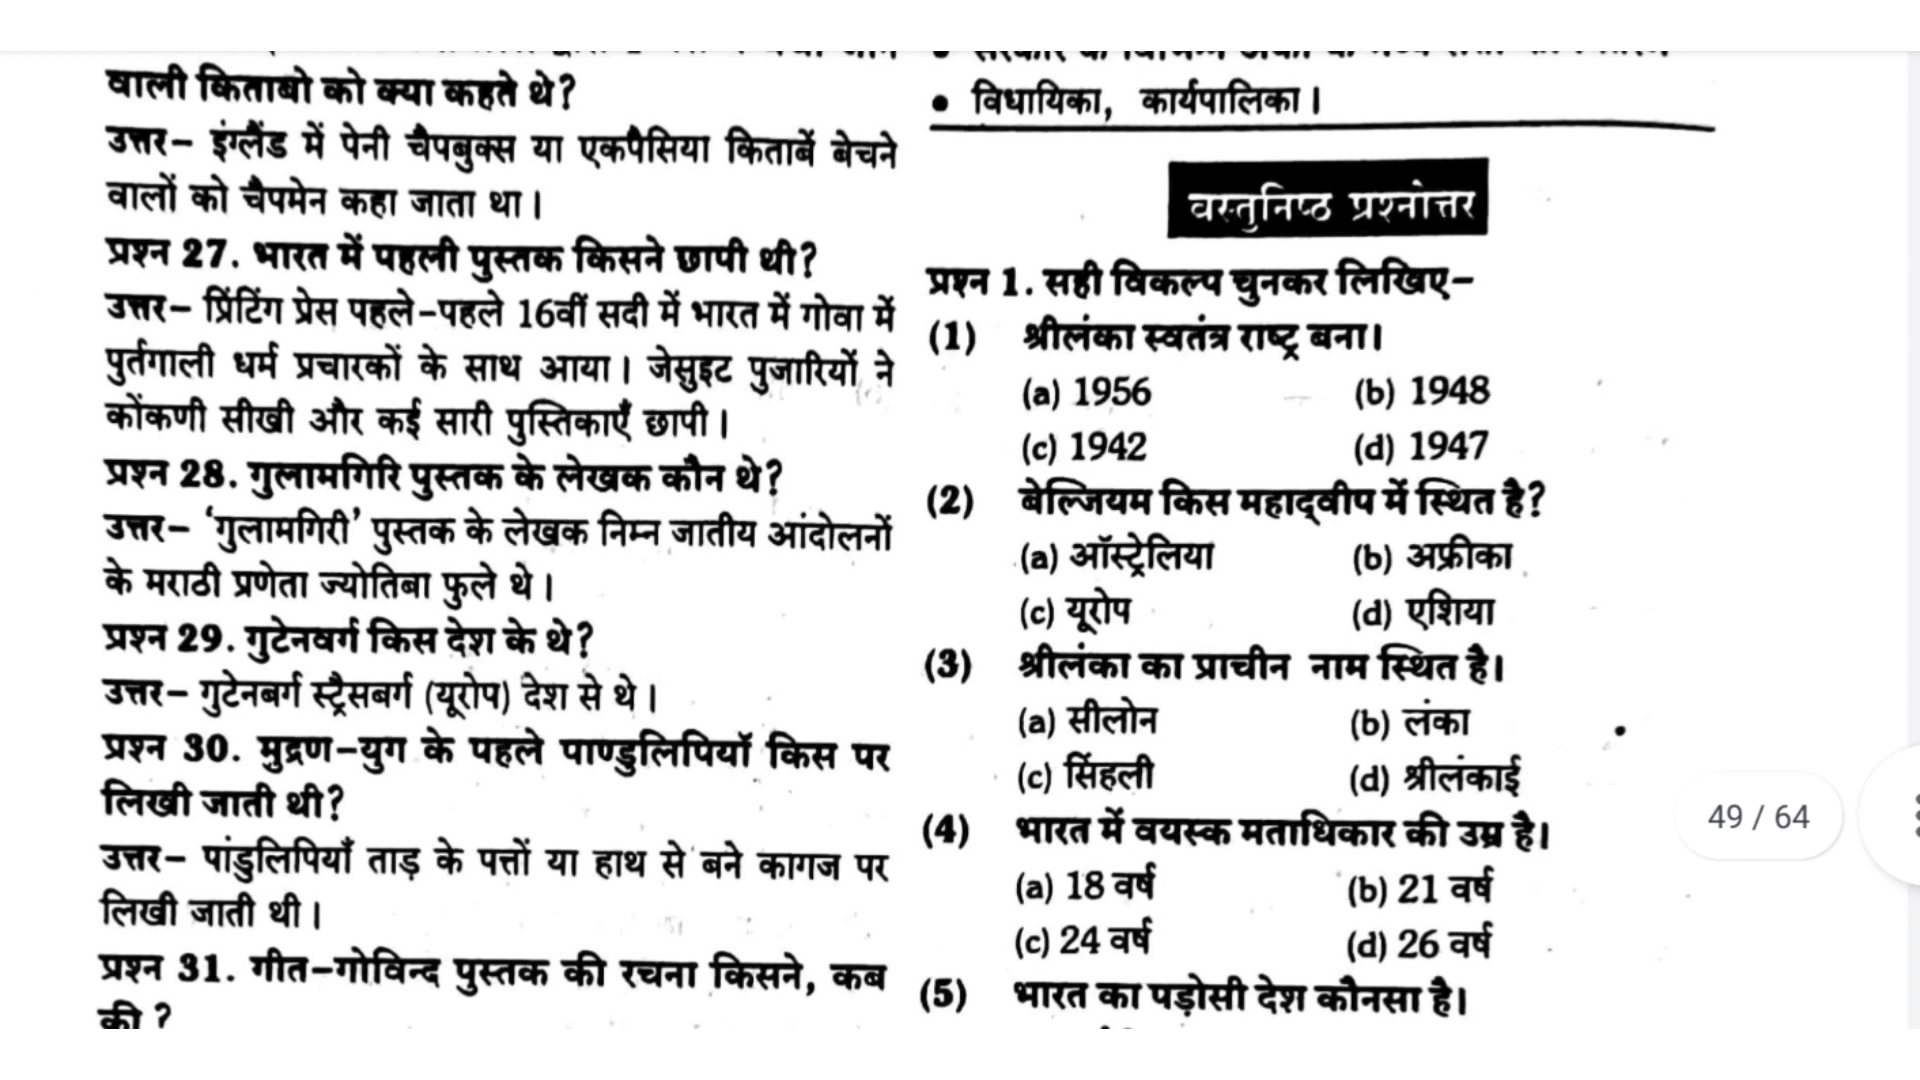 वाली किताबो को क्या कहते थे?
उत्तर– इंग्लैंड में पेनी चैपबुक्स या एकपैसिया किताबें बेचने
वालों को चैपमेन कहा जाता था।
प्रश्न 27. भारत में पहली पुस्तक किसने छापी थी?
उत्तर– प्रिंटिंग प्रेस पहले–पहले 16वीं सदी में भारत में गोवा में
पुर्तगाली धर्म प्रचारकों के साथ आया। जेसुइट पुजारियों ने
कोंकणी सीखी और कई सारी पुस्तिकाएँ छापी।
प्रश्न 28. गुलामगिरि पुस्तक के लेखक कौन थे?
उत्तर– ‘गुलामगिरी’ पुस्तक के लेखक निम्न जातीय आंदोलनों
के मराठी प्रणेता ज्योतिबा फुले थे।
प्रश्न 29. गुटेनवर्ग किस देश के थे?
उत्तर– गुटेनबर्ग स्ट्रैसबर्ग (यूरोप) देश से थे।
प्रश्न 30. मुद्रण–युग के पहले पाण्डुलिपियॉ किस पर
लिखी जाती थी?
उत्तर– पांडुलिपियाँ ताड़ के पत्तों या हाथ से बने कागज पर
लिखी जाती थी।
प्रश्न 31. गीत–गोविन्द पुस्तक की रचना किसने, कब
की ?
• विधायिका, कार्यपालिका।
वस्तुनिष्ठ प्रश्नोत्तर
प्रश्न 1. सही विकल्प चुनकर लिखिए–
(1) श्रीलंका स्वतंत्र राष्ट्र बना।
(a) 1956 (b) 1948
(c) 1942 (d) 1947
(2) बेल्जियम किस महाद्वीप में स्थित है?
(a) ऑस्ट्रेलिया (b) अफ्रीका
(c) यूरोप (d) एशिया
(3) श्रीलंका का प्राचीन नाम स्थित है।
(a) सीलोन (b) लंका
(c) सिंहली (d) श्रीलंकाई
(4) भारत में वयस्क मताधिकार की उम्र है।
(a) 18 वर्ष (b) 21 वर्ष
(c) 24 वर्ष (d) 26 वर्ष
(5) भारत का पड़ोसी देश कौनसा है।
49 / 64